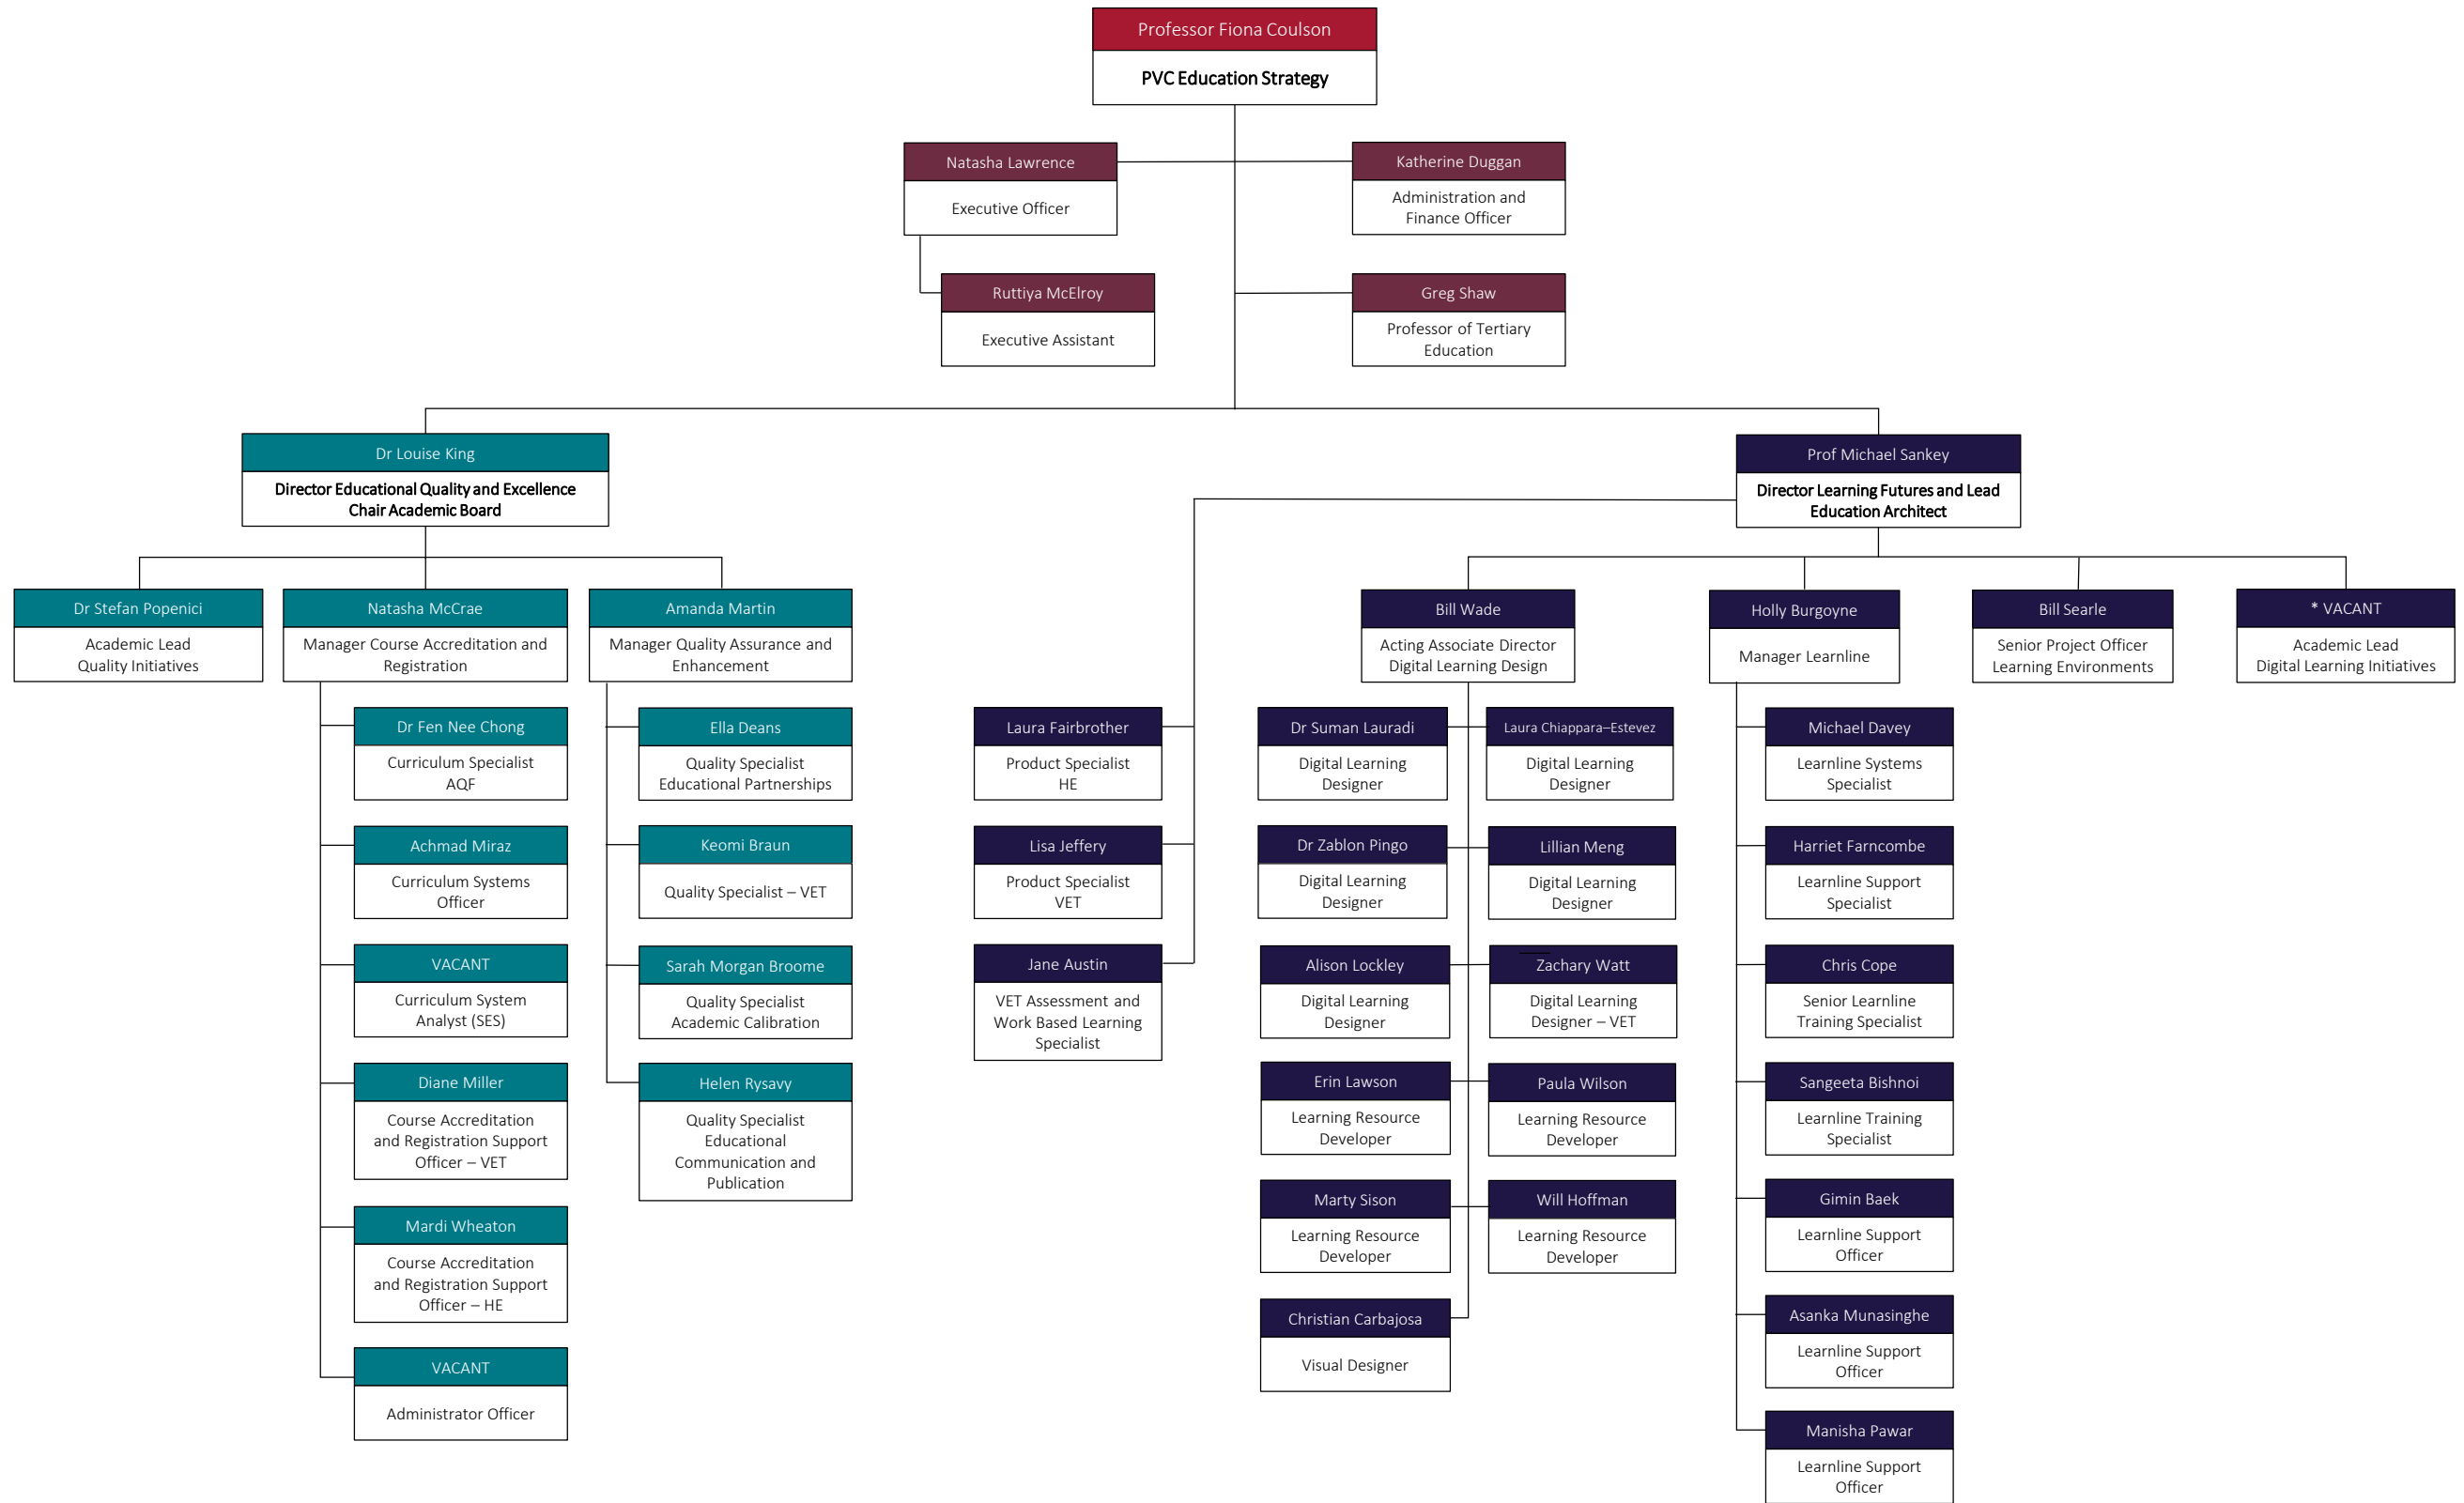 Professor Fiona Coulson
PVC Education Strategy
Natasha Lawrence
Executive Officer
Katherine Duggan
Administration and
Finance Officer
Ruttiya McElroy
Executive Assistant
Greg Shaw
Professor of Tertiary
Education
Dr Louise King
Director Educational Quality and Excellence
Chair Academic Board
Prof Michael Sankey
Director Learning Futures and Lead
Education Architect
Dr Stefan Popenici
Academic Lead
Quality Initiatives
Natasha McCrae
Manager Course Accreditation and
Registration
Amanda Martin
Manager Quality Assurance and
Enhancement
Bill Wade
Acting Associate Director
Digital Learning Design
Holly Burgoyne
Manager Learnline
Bill Searle
Senior Project Officer
Learning Environments
* VACANT
Academic Lead
Digital Learning Initiatives
Dr Fen Nee Chong
Curriculum Specialist
AQF
Achmad Miraz
Curriculum Systems
Officer
VACANT
Curriculum System
Analyst (SES)
Diane Miller
Course Accreditation
and Registration Support
Officer – VET
Mardi Wheaton
Course Accreditation
and Registration Support
Officer – HE
VACANT
Administrator Officer
Ella Deans
Quality Specialist
Educational Partnerships
Keomi Braun
Quality Specialist – VET
Sarah Morgan Broome
Quality Specialist
Academic Calibration
Helen Rysavy
Quality Specialist
Educational
Communication and
Publication
Laura Fairbrother
Product Specialist
HE
Lisa Jeffery
Product Specialist
VET
Jane Austin
VET Assessment and
Work Based Learning
Specialist
Dr Suman Lauradi
Digital Learning
Designer
Laura Chiappara–Estevez
Digital Learning
Designer
Dr Zablon Pingo
Digital Learning
Designer
Lillian Meng
Digital Learning
Designer
Alison Lockley
Digital Learning
Designer
Zachary Watt
Digital Learning
Designer – VET
Erin Lawson
Learning Resource
Developer
Paula Wilson
Learning Resource
Developer
Marty Sison
Learning Resource
Developer
Will Hoffman
Learning Resource
Developer
Christian Carbajosa
Visual Designer
Michael Davey
Learnline Systems
Specialist
Harriet Farncombe
Learnline Support
Specialist
Chris Cope
Senior Learnline
Training Specialist
Sangeeta Bishnoi
Learnline Training
Specialist
Gimin Baek
Learnline Support
Officer
Asanka Munasinghe
Learnline Support
Officer
Manisha Pawar
Learnline Support
Officer